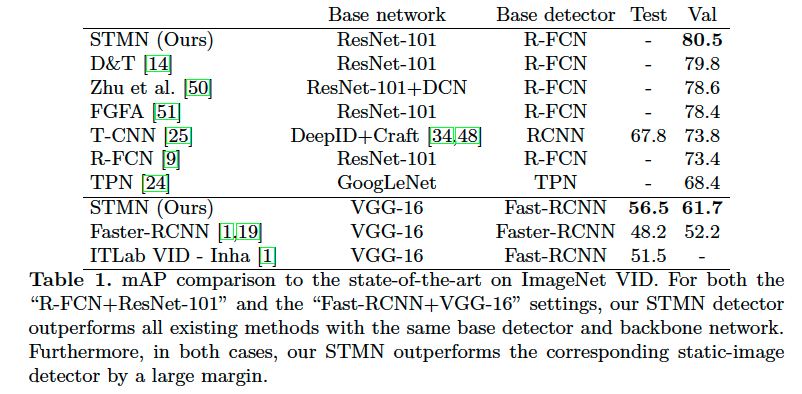 Base network Base detector Test Val
STMN (Ours) ResNet-101 R-FCN - 80.5
D&T [14] ResNet-101 R-FCN - 79.8
Zhu et al. [50] ResNet-101+DCN R-FCN - 78.6
FGFA [51] ResNet-101 R-FCN - 78.4
T-CNN [25] DeepID+Craft [34,48] RCNN 67.8 73.8
R-FCN [9] ResNet-101 R-FCN - 73.4
TPN [24] GoogLeNet TPN - 68.4
STMN (Ours) VGG-16 Fast-RCNN 56.5 61.7
Faster-RCNN [1,19] VGG-16 Faster-RCNN 48.2 52.2
ITLab VID - Inha [1] VGG-16 Fast-RCNN 51.5 -
Table 1. mAP comparison to the state-of-the-art on ImageNet VID. For both the
“R-FCN+ResNet-101” and the “Fast-RCNN+VGG-16” settings, our STMN detector
outperforms all existing methods with the same base detector and backbone network.
Furthermore, in both cases, our STMN outperforms the corresponding static-image
detector by a large margin.